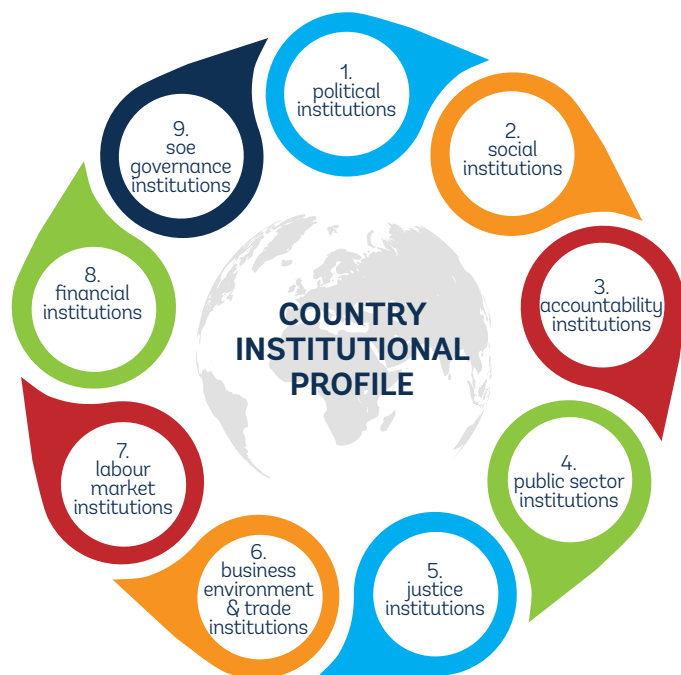 1.
political
institutions
2.
social
institutions
3.
accountability
institutions
4.
public sector
institutions
5.
justice
institutions
6.
business
environment
& trade
institutions
7.
labour
market
institutions
8.
financial
institutions
9.
soe
governance
institutions
COUNTRY
INSTITUTIONAL
PROFILE